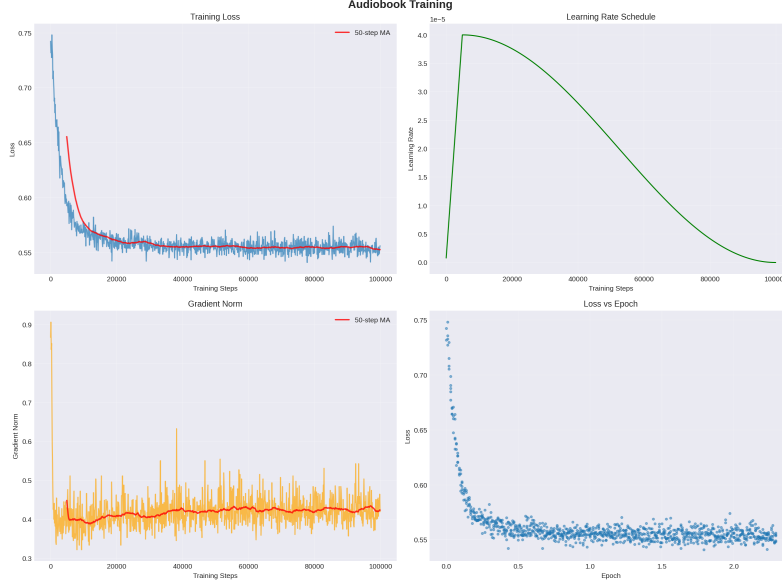 Audiobook Training
Training Loss
50-step MA
Loss
0.75
0.70
0.65
0.60
0.55
0 20000 40000 60000 80000 100000
Training Steps
Learning Rate Schedule
1e−5
Learning Rate
4.0
3.5
3.0
2.5
2.0
1.5
1.0
0.5
0.0
0 20000 40000 60000 80000 100000
Training Steps
Gradient Norm
50-step MA
Gradient Norm
0.9
0.8
0.7
0.6
0.5
0.4
0.3
0 20000 40000 60000 80000 100000
Training Steps
Loss vs Epoch
Loss
0.75
0.70
0.65
0.60
0.55
0.0 0.5 1.0 1.5 2.0
Epoch